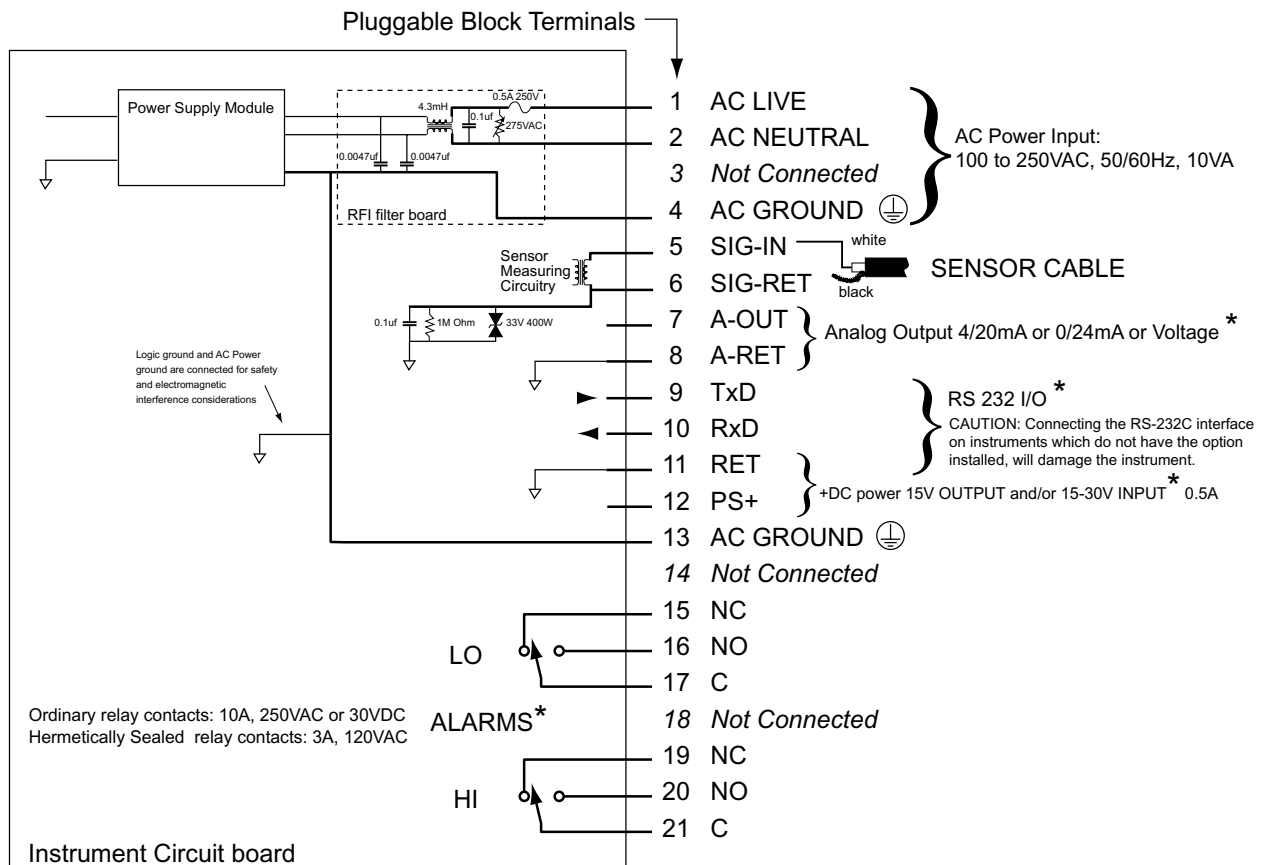 Pluggable Block Terminals
Power Supply Module
4.3mH
0.5A 250V
0.1uf
275VAC
0.0047uf
0.0047uf
RFI filter board
1 AC LIVE
2 AC NEUTRAL
3 Not Connected
4 AC GROUND
AC Power Input:
100 to 250VAC, 50/60Hz, 10VA
5 SIG-IN
white
6 SIG-RET
black
SENSOR CABLE
Sensor
Measuring
Circuitry
0.1uf
1M Ohm
33V 400W
7 A-OUT
8 A-RET
Analog Output 4/20mA or 0/24mA or Voltage *
Logic ground and AC Power
ground are connected for safety
and electromagnetic
interference considerations
9 TxD
10 RxD
11 RET
RS 232 I/O *
CAUTION: Connecting the RS-232C interface
on instruments which do not have the option
installed, will damage the instrument.
12 PS+
+DC power 15V OUTPUT and/or 15-30V INPUT * 0.5A
13 AC GROUND
14 Not Connected
15 NC
16 NO
17 C
LO
18 Not Connected
ALARMS*
Ordinary relay contacts: 10A, 250VAC or 30VDC
Hermetically Sealed relay contacts: 3A, 120VAC
19 NC
20 NO
21 C
HI
Instrument Circuit board